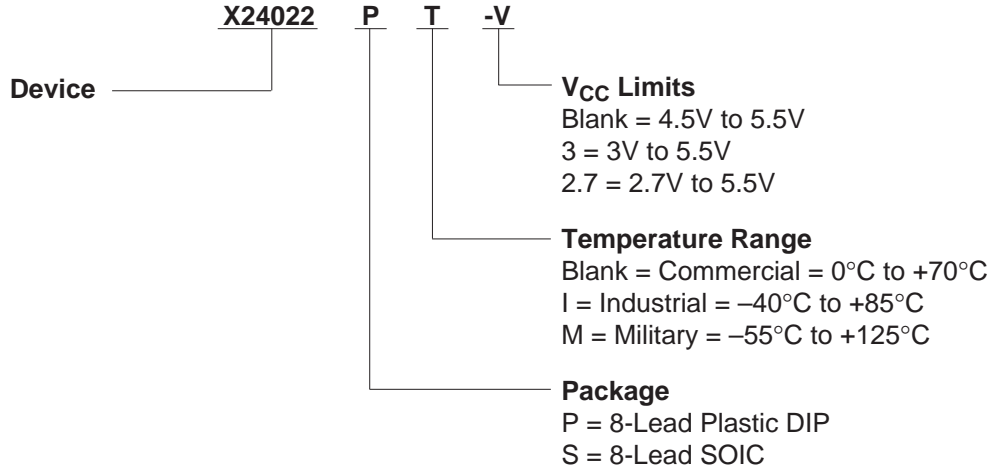 X24022 P T -V
Device
VCC Limits
Blank = 4.5V to 5.5V
3 = 3V to 5.5V
2.7 = 2.7V to 5.5V
Temperature Range
Blank = Commercial = 0°C to +70°C
I = Industrial = –40°C to +85°C
M = Military = –55°C to +125°C
Package
P = 8-Lead Plastic DIP
S = 8-Lead SOIC